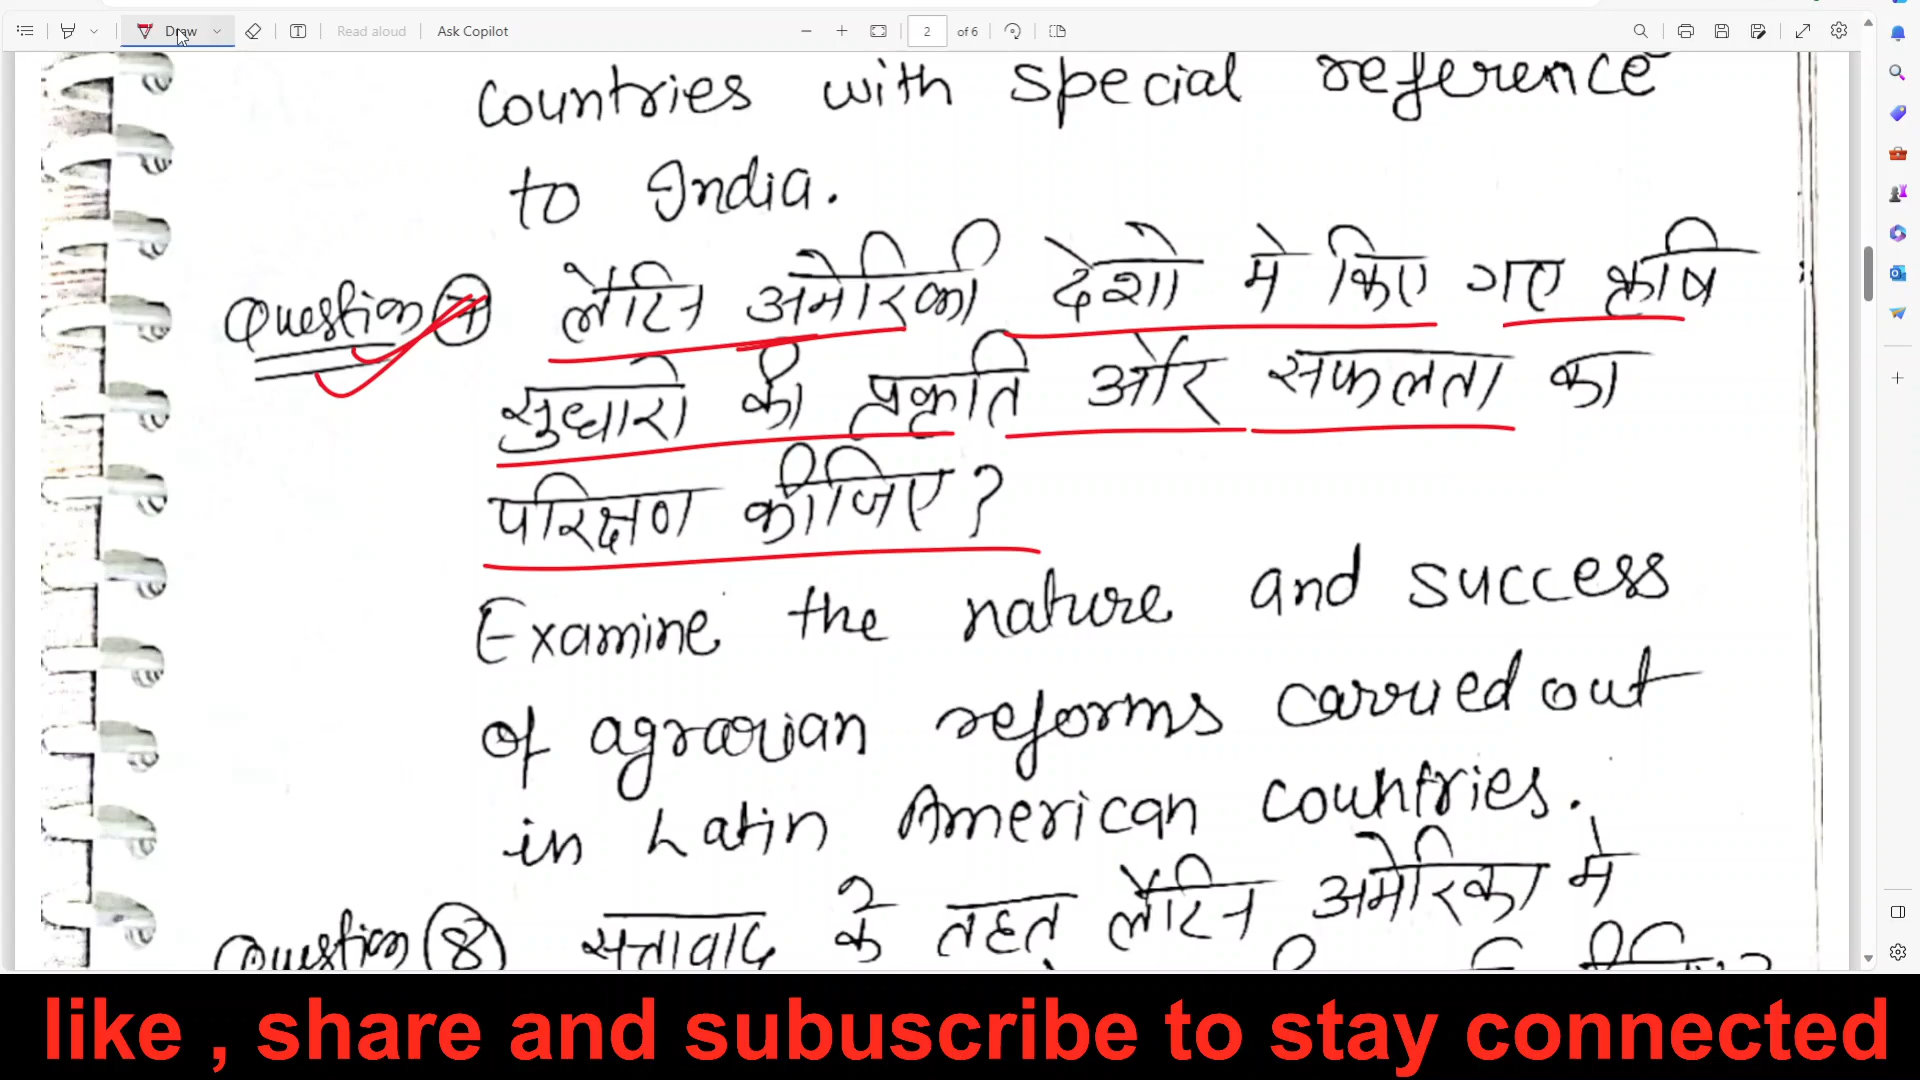 Draw
Read aloud
Ask Copilot
2 of 6
countries with special reference
to India.
Question 7 लैटिन अमेरिकी देशो मे किए गए कृषि
सुधारो की प्रकृति और सफलता का
परिक्षण कीजिए?
Examine the nature and success
of agrarian reforms carried out
in Latin American countries.
Question 8 सत्तावाद के तहत लैटिन अमेरिका मे
like , share and subuscribe to stay connected